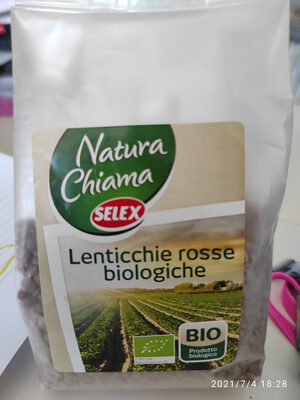 Natura
Chiama
SELEX
Lenticchie rosse
biologiche
BIO
Prodotto
biologico
2021/7/4 18:28